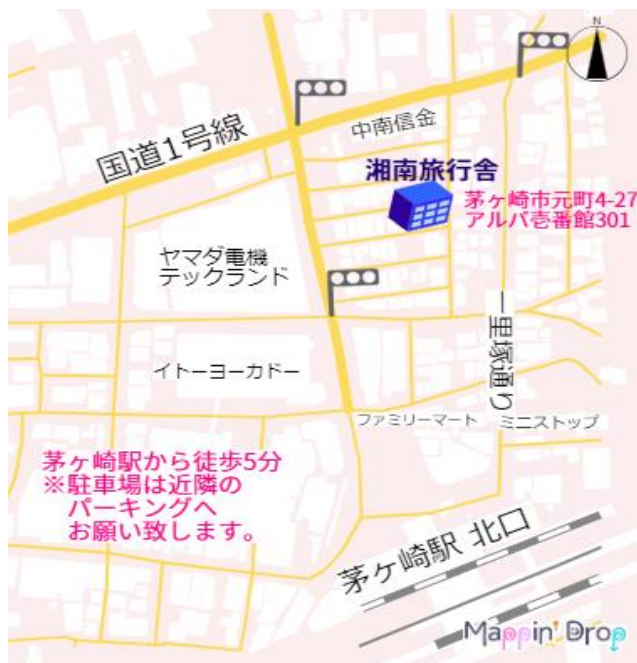 N
国道1号線
中南信金
湘南旅行舎
茅ヶ崎市元町4-27
アルバ壱番館301
ヤマダ電機
テックランド
一里塚通り
イトーヨーカドー
ファミリーマート
ミニストップ
茅ヶ崎駅から徒歩5分
※駐車場は近隣の
パーキングへ
お願い致します。
茅ヶ崎駅 北口
Mappin' Drop